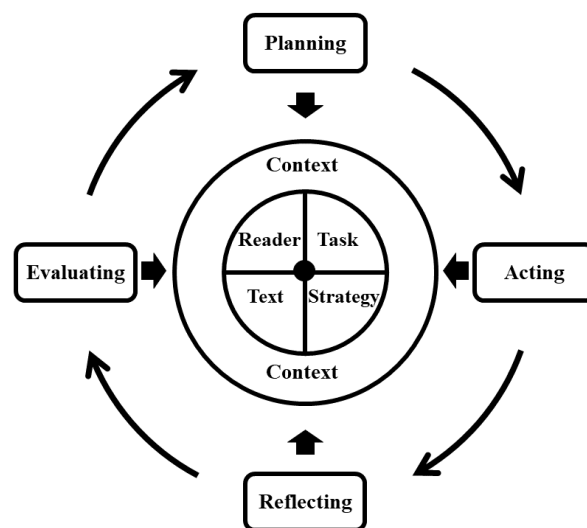 Planning
Context
Reader Task
Evaluating
Acting
Text Strategy
Context
Reflecting